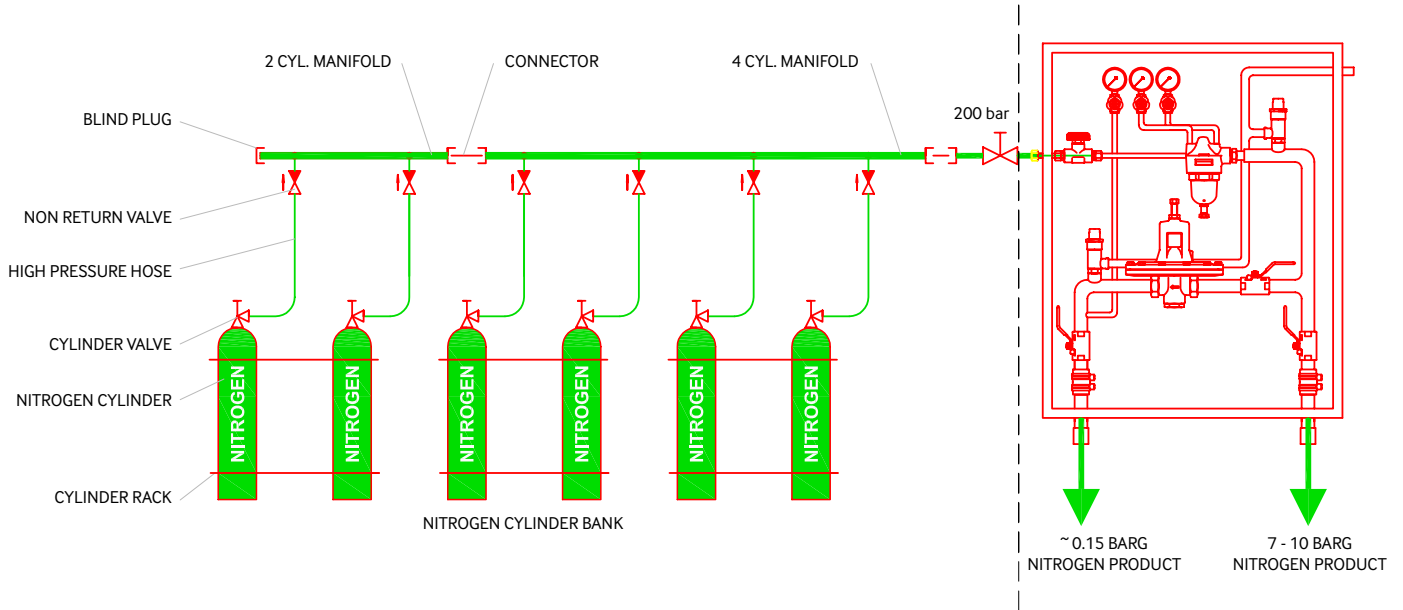 2 CYL. MANIFOLD
CONNECTOR
4 CYL. MANIFOLD
200 bar
BLIND PLUG
NON RETURN VALVE
HIGH PRESSURE HOSE
CYLINDER VALVE
NITROGEN CYLINDER
CYLINDER RACK
NITROGEN
NITROGEN
NITROGEN
NITROGEN
NITROGEN
NITROGEN
NITROGEN CYLINDER BANK
~ 0.15 BARG
NITROGEN PRODUCT
7 - 10 BARG
NITROGEN PRODUCT